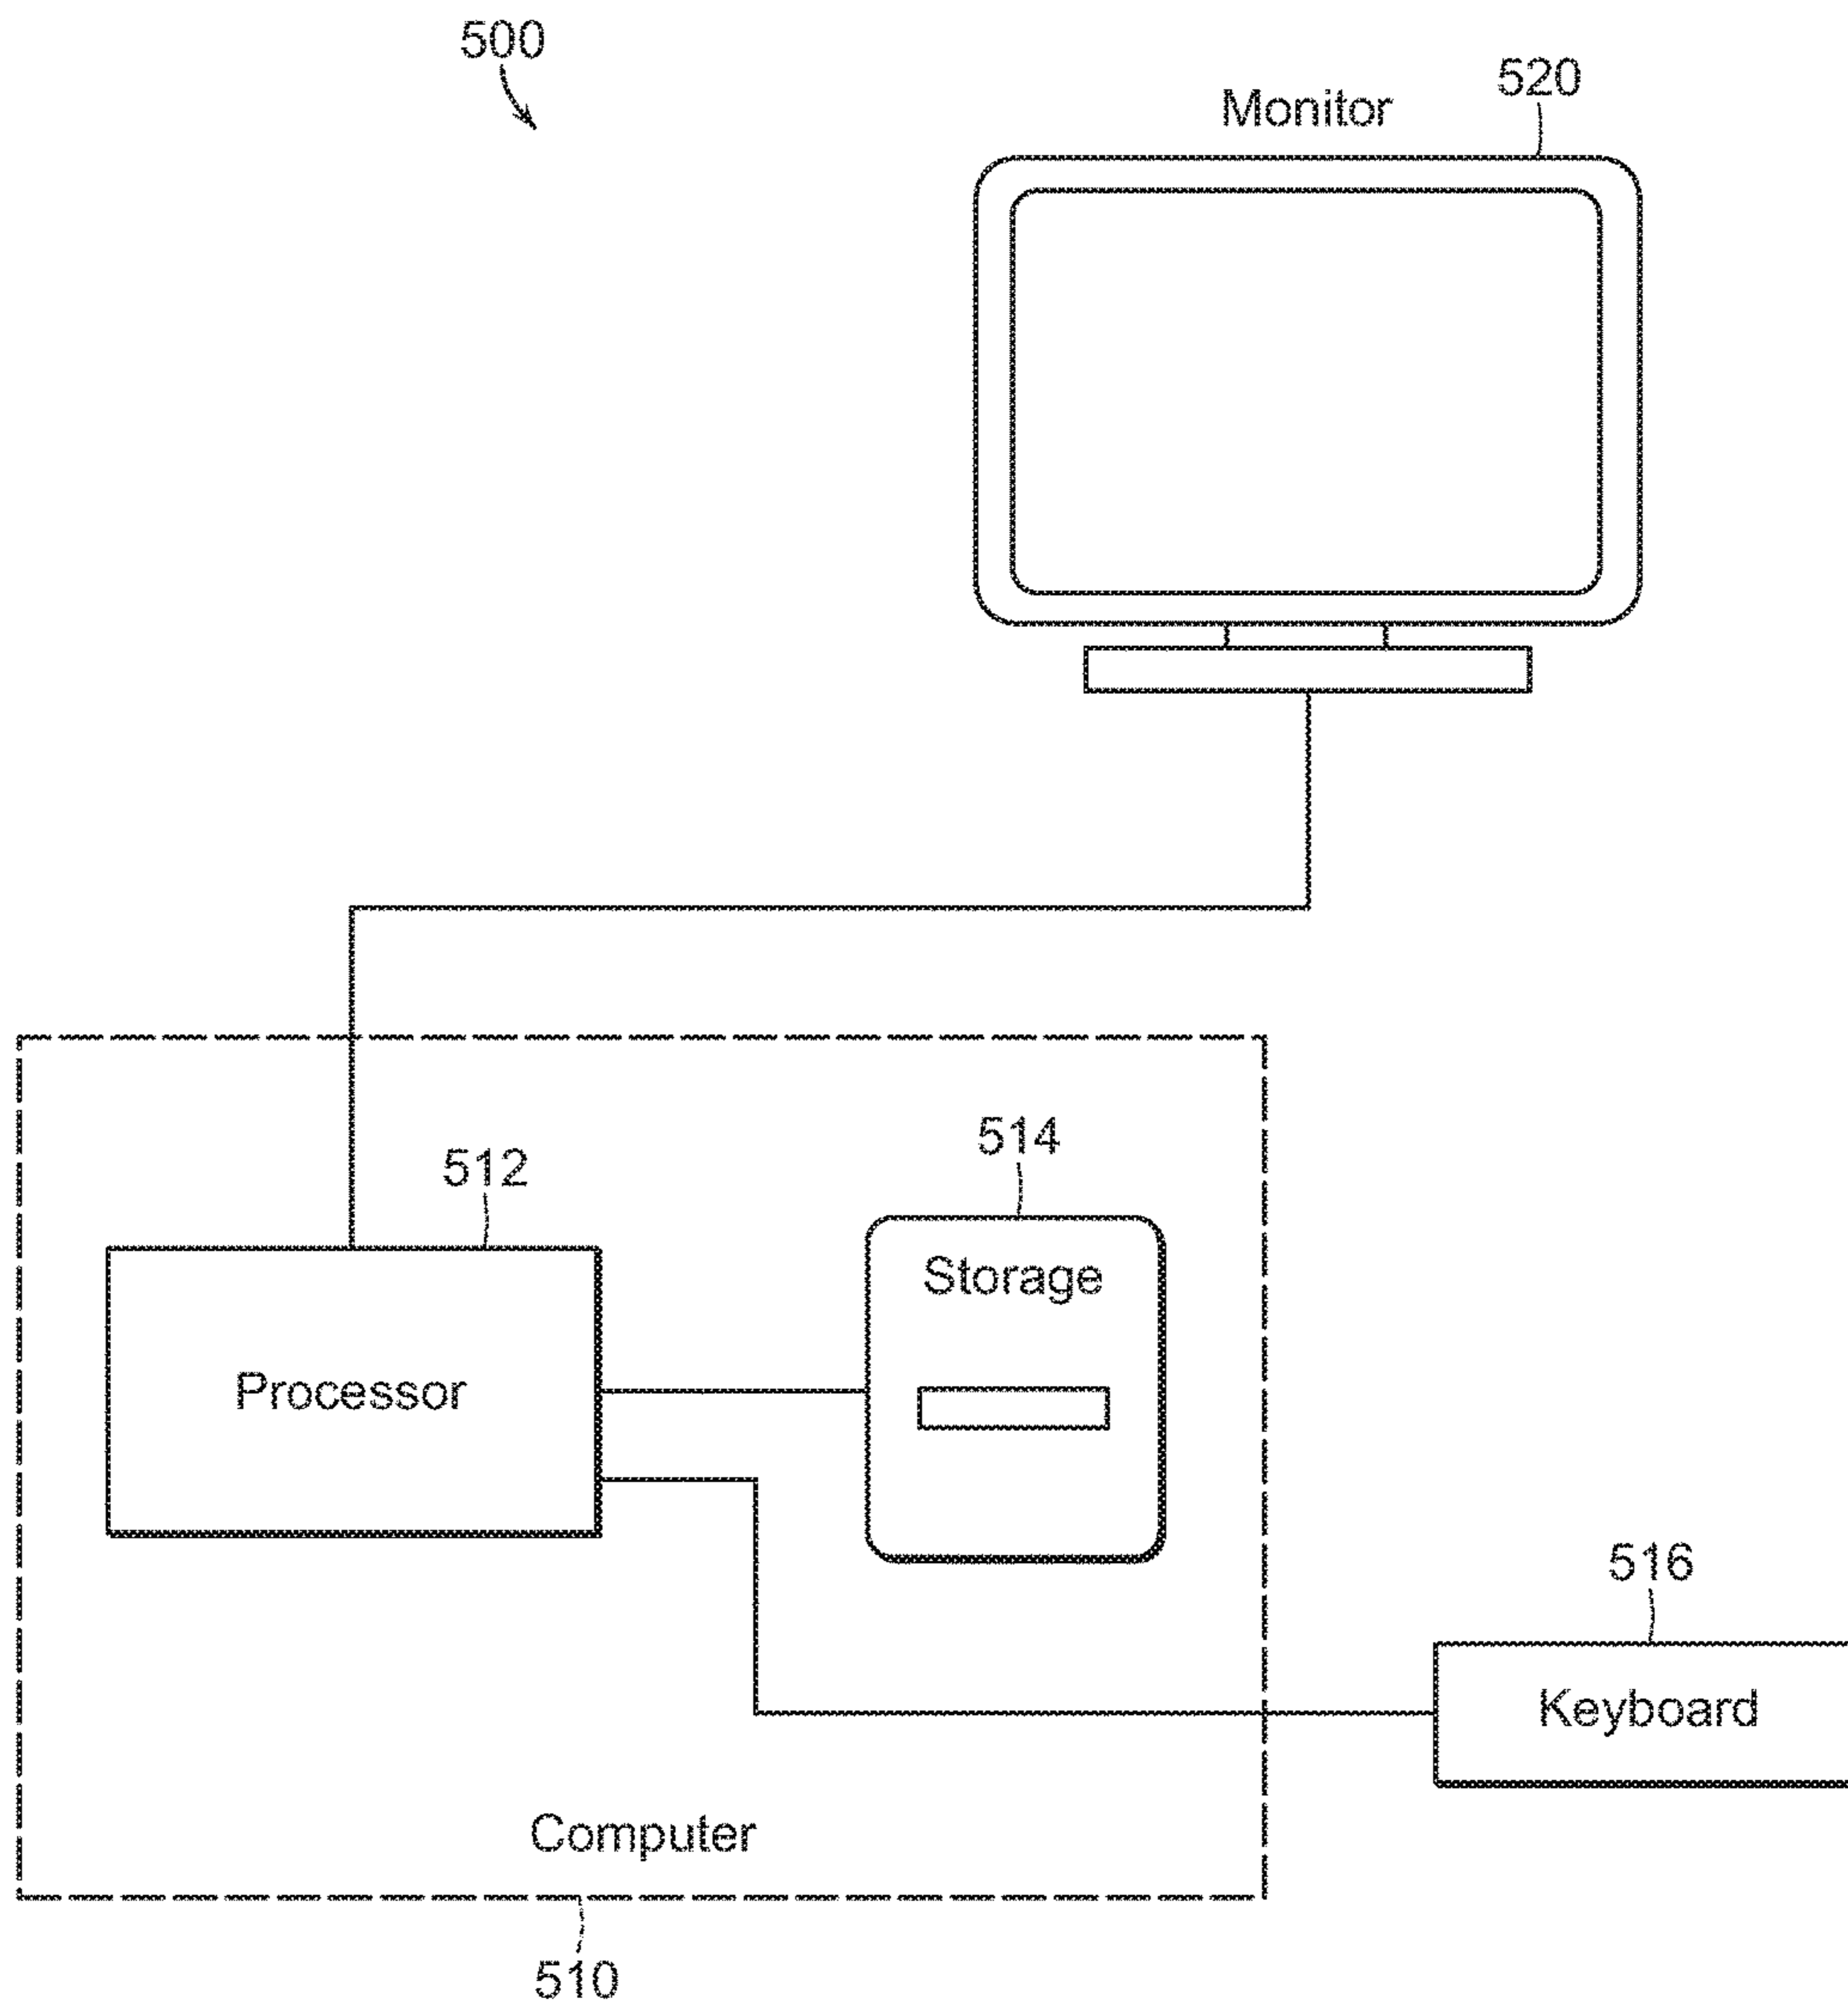 500
520
Monitor
514
512
Storage
Processor
516
Keyboard
Computer
510